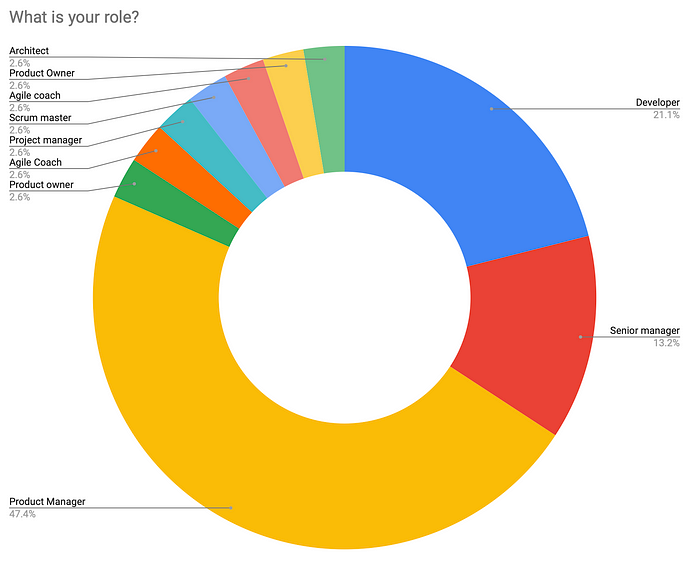 What is your role?
Architect
2.6%
Product Owner
2.6%
Agile coach
2.6%
Scrum master
2.6%
Project manager
2.6%
Agile Coach
2.6%
Product owner
2.6%
Developer
21.1%
Senior manager
13.2%
Product Manager
47.4%